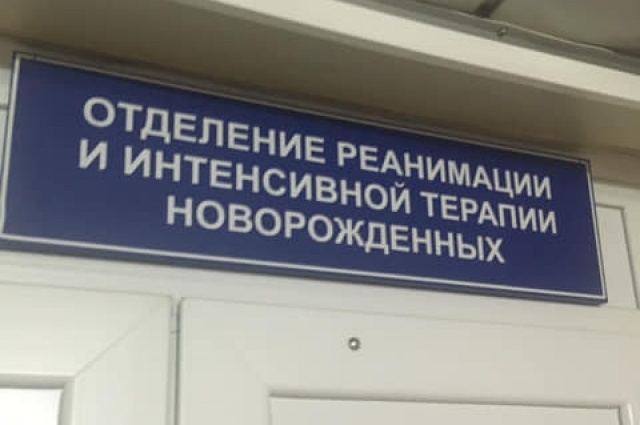 ОТДЕЛЕНИЕ РЕАНИМАЦИИ
И ИНТЕНСИВНОЙ ТЕРАПИИ
НОВОРОЖДЕННЫХ